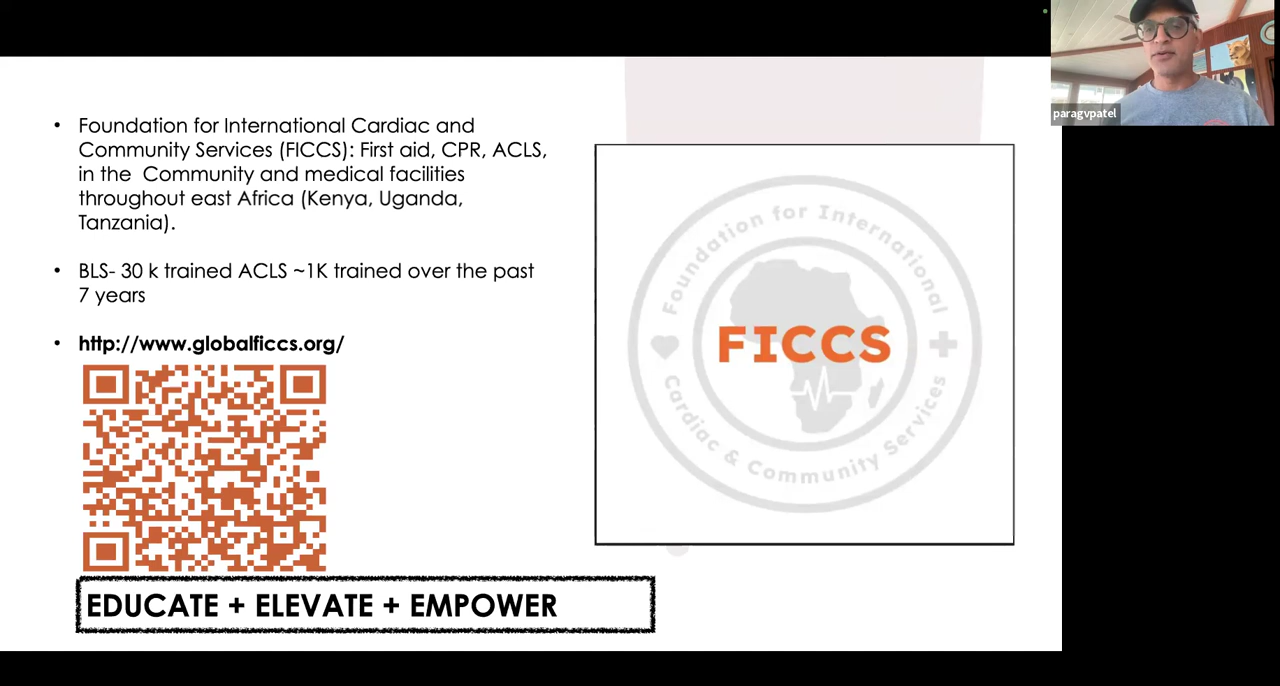 paragvpatel
• Foundation for International Cardiac and
Community Services (FICCS): First aid, CPR, ACLS,
in the Community and medical facilities
throughout east Africa (Kenya, Uganda,
Tanzania).
• BLS- 30 k trained ACLS ~1K trained over the past
7 years
• http://www.globalficcs.org/
EDUCATE + ELEVATE + EMPOWER
Foundation for International
FICCS
Cardiac & Community Services